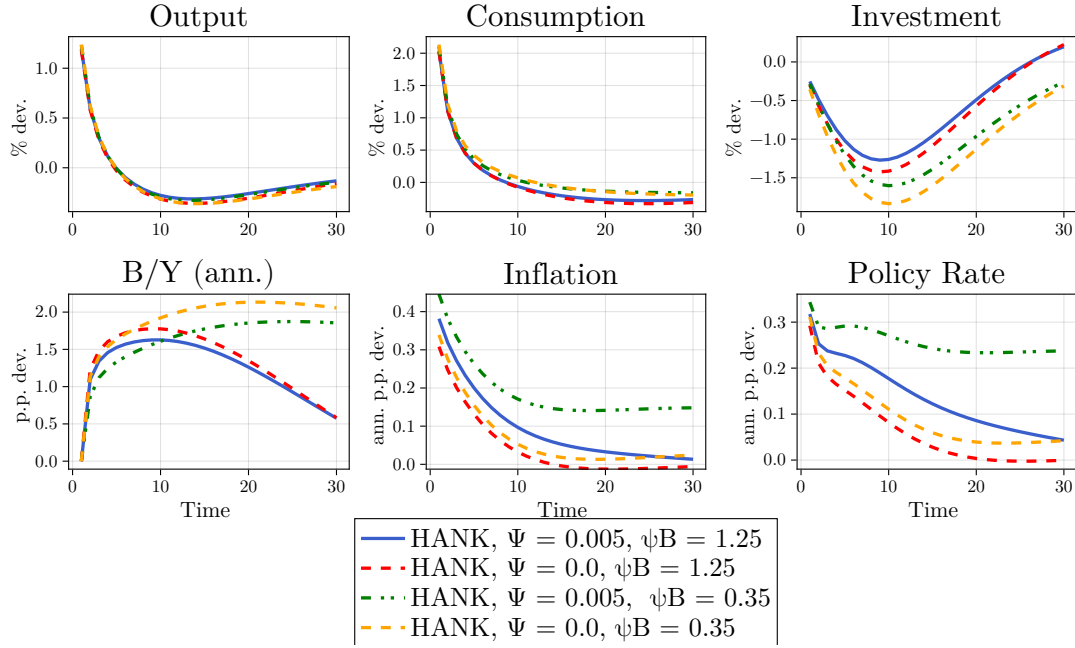 Output
Consumption
Investment
% dev.
1.0
0.5
0.0
0
10
20
30
% dev.
2.0
1.5
1.0
0.5
0.0
0
10
20
30
% dev.
0.0
−0.5
−1.0
−1.5
0
10
20
30
B/Y (ann.)
Inflation
Policy Rate
p.p. dev.
2.0
1.5
1.0
0.5
0.0
0
10
20
30
Time
ann. p.p. dev.
0.4
0.3
0.2
0.1
0.0
0
10
20
30
Time
ann. p.p. dev.
0.3
0.2
0.1
0.0
0
10
20
30
Time
HANK, Ψ = 0.005, ψB = 1.25
HANK, Ψ = 0.0, ψB = 1.25
HANK, Ψ = 0.005, ψB = 0.35
HANK, Ψ = 0.0, ψB = 0.35